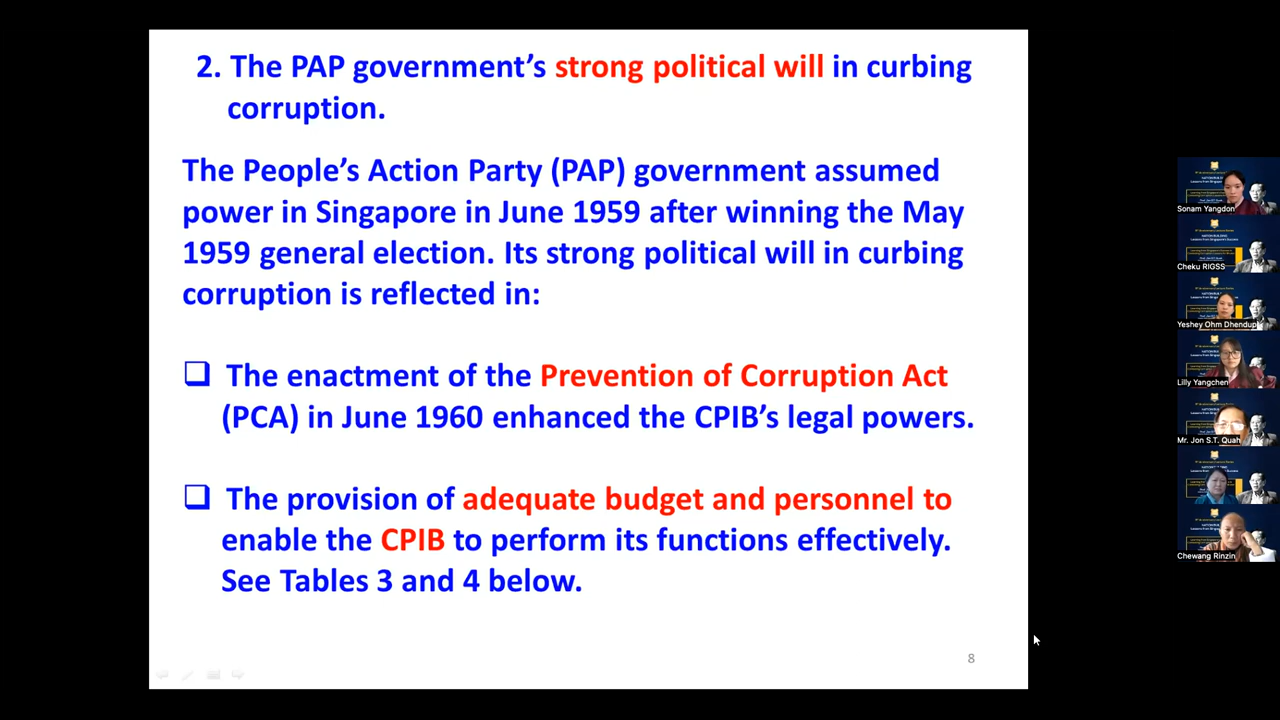 2. The PAP government’s strong political will in curbing
corruption.
The People’s Action Party (PAP) government assumed
power in Singapore in June 1959 after winning the May
1959 general election. Its strong political will in curbing
corruption is reflected in:
❑ The enactment of the Prevention of Corruption Act
(PCA) in June 1960 enhanced the CPIB’s legal powers.
❑ The provision of adequate budget and personnel to
enable the CPIB to perform its functions effectively.
See Tables 3 and 4 below.
8
Sonam Yangdon
Cheku RIGSS
Yeshey Ohm Dhendup
Lilly Yangchen
Mr. Jon S.T. Quah
Chewang Rinzin